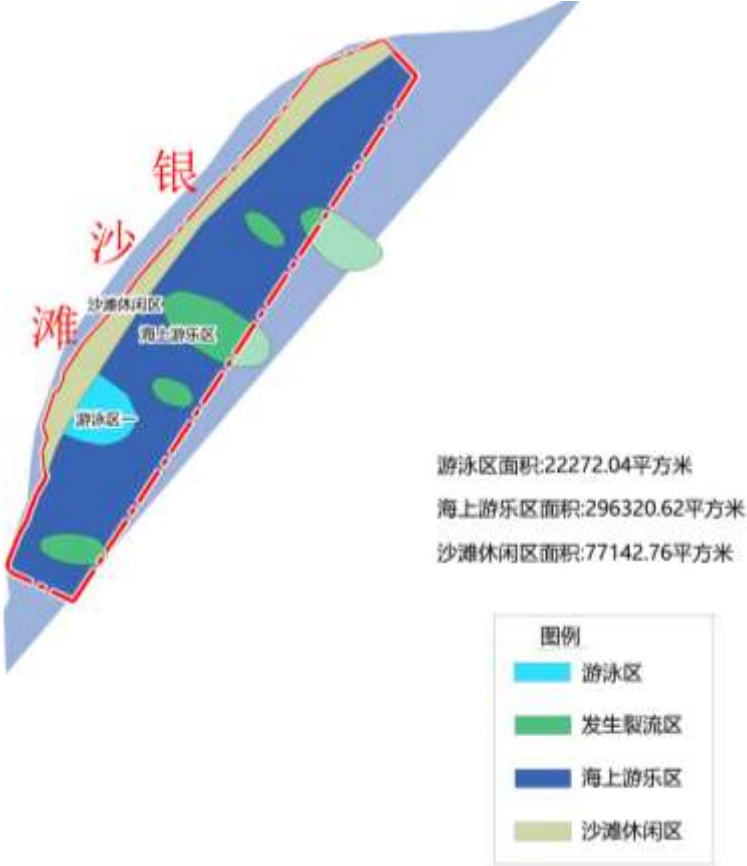 银
沙
滩
沙滩休闲区
海上游乐区
游泳区一
游泳区面积:22272.04平方米
海上游乐区面积:296320.62平方米
沙滩休闲区面积:77142.76平方米
图例
游泳区
发生裂流区
海上游乐区
沙滩休闲区